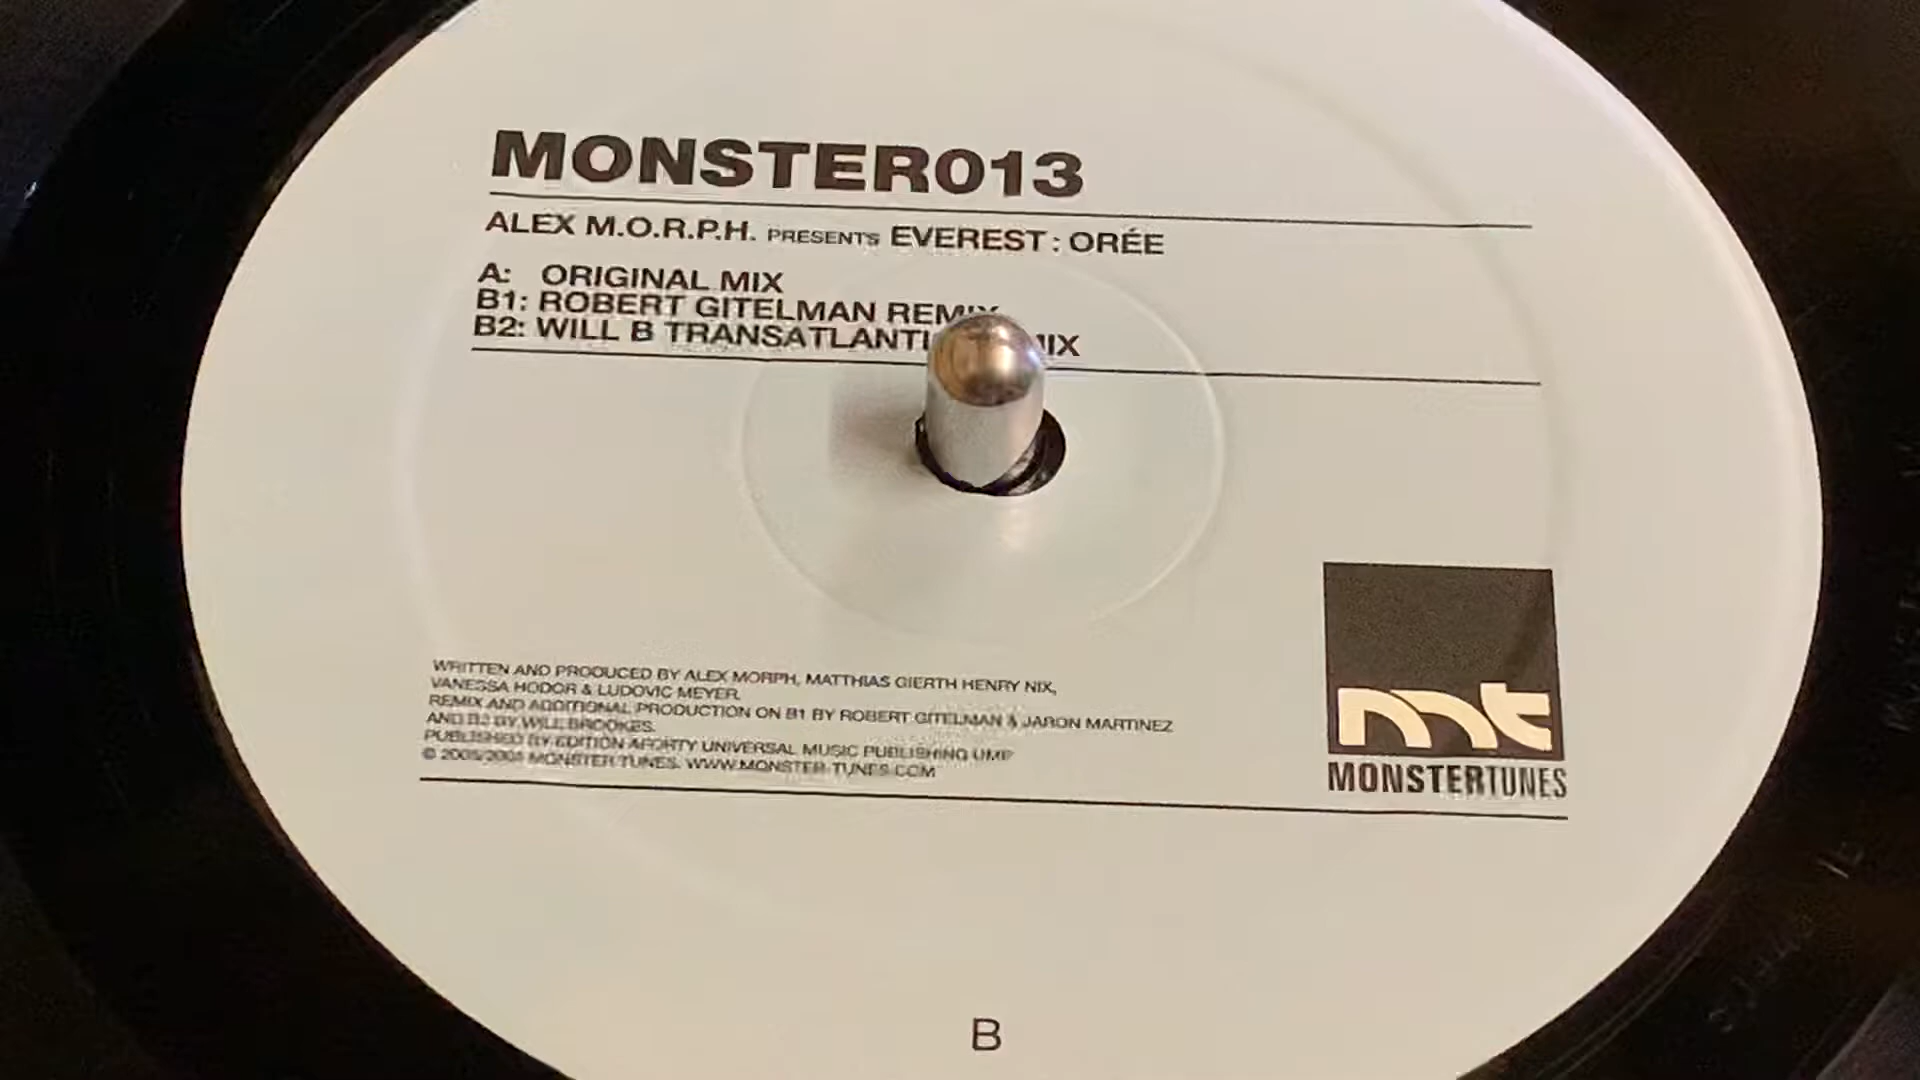 MONSTER013
ALEX M.O.R.P.H. PRESENTS EVEREST : ORÉE
A: ORIGINAL MIX
B1: ROBERT GITELMAN REMIX
B2: WILL B TRANSATLANTI
WRITTEN AND PRODUCED BY ALEX MORPH, MATTHIAS GIERTH HENRY NIX,
VANESSA HODOR & LUDOVIC MEYER.
REMIX AND ADDITIONAL PRODUCTION ON B1 BY ROBERT GITELMAN & JARON MARTINEZ
AND B2 BY WILL BROOKES.
PUBLISHED BY EDITION AFORTY UNIVERSAL MUSIC PUBLISHING UMP
© MONSTER TUNES. WWW.MONSTER-TUNES.COM
mt
MONSTERTUNES
B